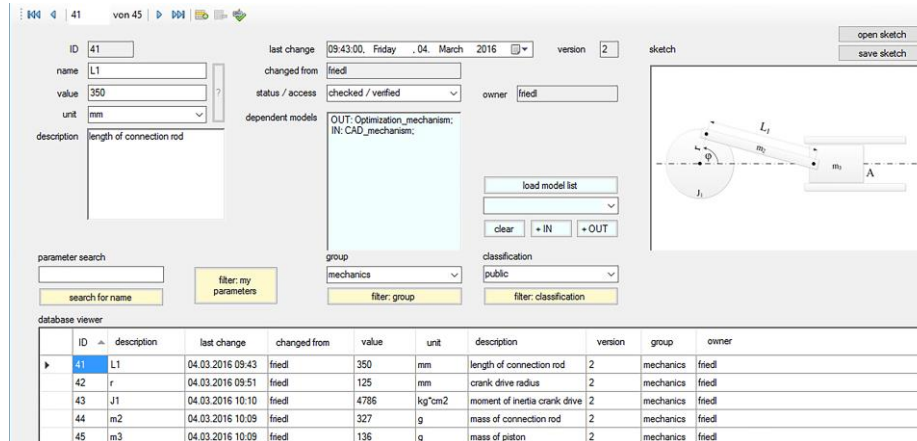 41 von 45
open sketch
save sketch
ID 41
last change 09:43:00, Friday , 04. March 2016
version 2
sketch
name L1
changed from friedl
value 350
?
status / access checked / verified
owner friedl
unit mm
dependent models
OUT: Optimization_mechanism;
IN: CAD_mechanism;
description length of connection rod
load model list
clear + IN + OUT
L1
m2
φ
m3
A
J1
parameter search
group
classification
filter: my
parameters
mechanics
public
search for name
filter: group
filter: classification
database viewer
ID description last change changed from value unit description version group owner
41 L1 04.03.2016 09:43 friedl 350 mm length of connection rod 2 mechanics friedl
42 r 04.03.2016 09:51 friedl 125 mm crank drive radius 2 mechanics friedl
43 J1 04.03.2016 10:10 friedl 4786 kg*cm2 moment of inertia crank drive 2 mechanics friedl
44 m2 04.03.2016 10:09 friedl 327 g mass of connection rod 2 mechanics friedl
45 m3 04.03.2016 10:09 friedl 136 g mass of piston 2 mechanics friedl